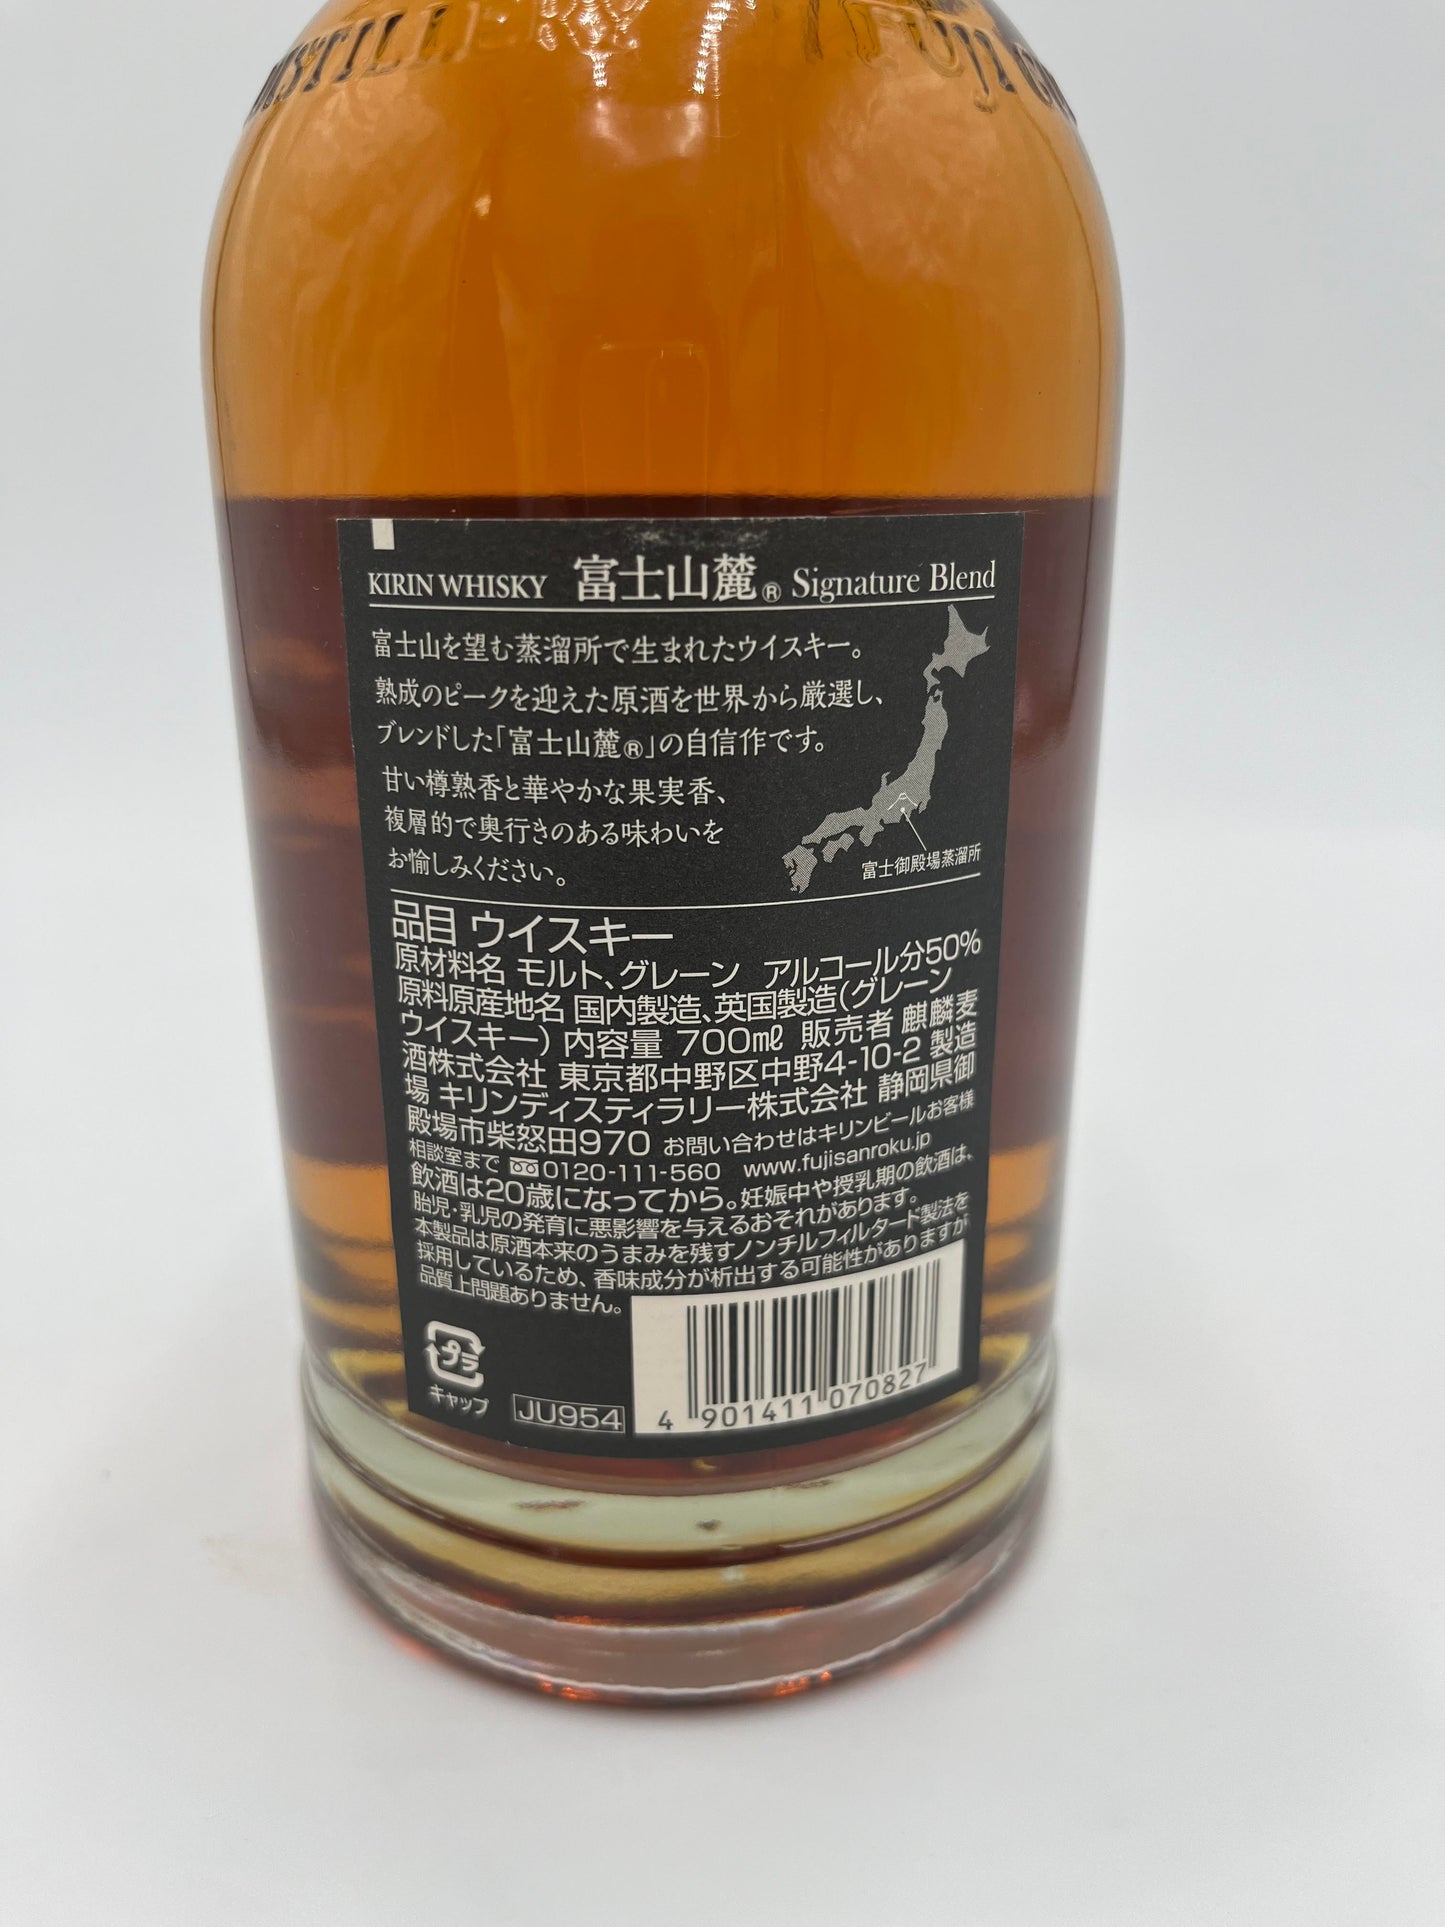 DISTILLERY
FUJI G
KIRIN WHISKY 富士山麓® Signature Blend
富士山を望む蒸溜所で生まれたウイスキー。
熟成のピークを迎えた原酒を世界から厳選し、
ブレンドした「富士山麓®」の自信作です。
甘い樽熟香と華やかな果実香、
複層的で奥行きのある味わいを
お愉しみください。
富士御殿場蒸溜所
品目 ウイスキー
原材料名 モルト、グレーン アルコール分50%
原料原産地名 国内製造、英国製造(グレーン
ウイスキー) 内容量 700㎖ 販売者 麒麟麦
酒株式会社 東京都中野区中野4-10-2 製造
場 キリンディスティラリー株式会社 静岡県御
殿場市柴怒田970 お問い合わせはキリンビールお客様
相談室まで 0120-111-560 www.fujisanroku.jp
飲酒は20歳になってから。妊娠中や授乳期の飲酒は、
胎児・乳児の発育に悪影響を与えるおそれがあります。
本製品は原酒本来のうまみを残すノンチルフィルタード製法を
採用しているため、香味成分が析出する可能性がありますが
品質上問題ありません。
プラ
キャップ
JU954
4 901411 070827